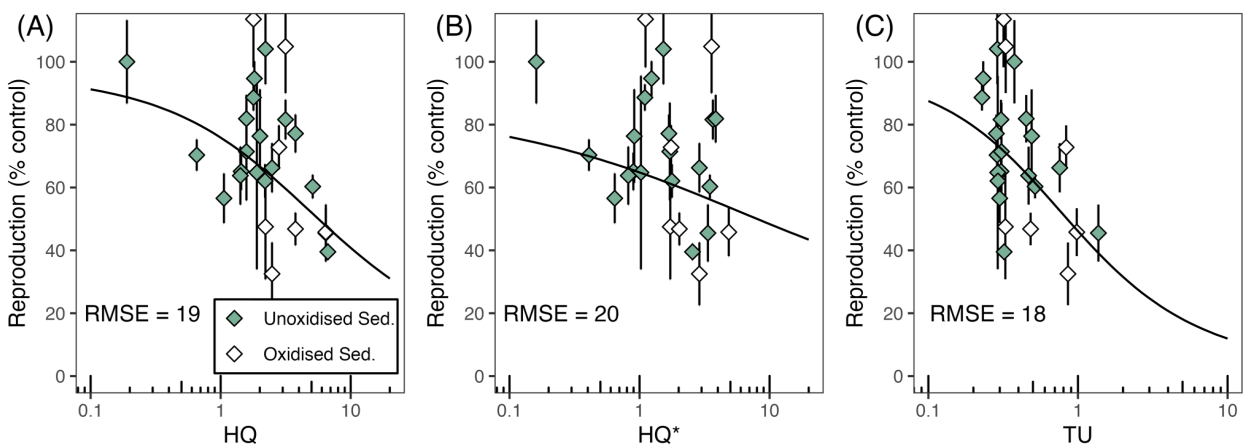 (A)
Reproduction (% control)
100
80
60
40
20
0
RMSE = 19
Unoxidised Sed.
Oxidised Sed.
0.1 1 10
HQ
(B)
Reproduction (% control)
100
80
60
40
20
0
RMSE = 20
0.1 1 10
HQ*
(C)
Reproduction (% control)
100
80
60
40
20
0
RMSE = 18
0.1 1 10
TU